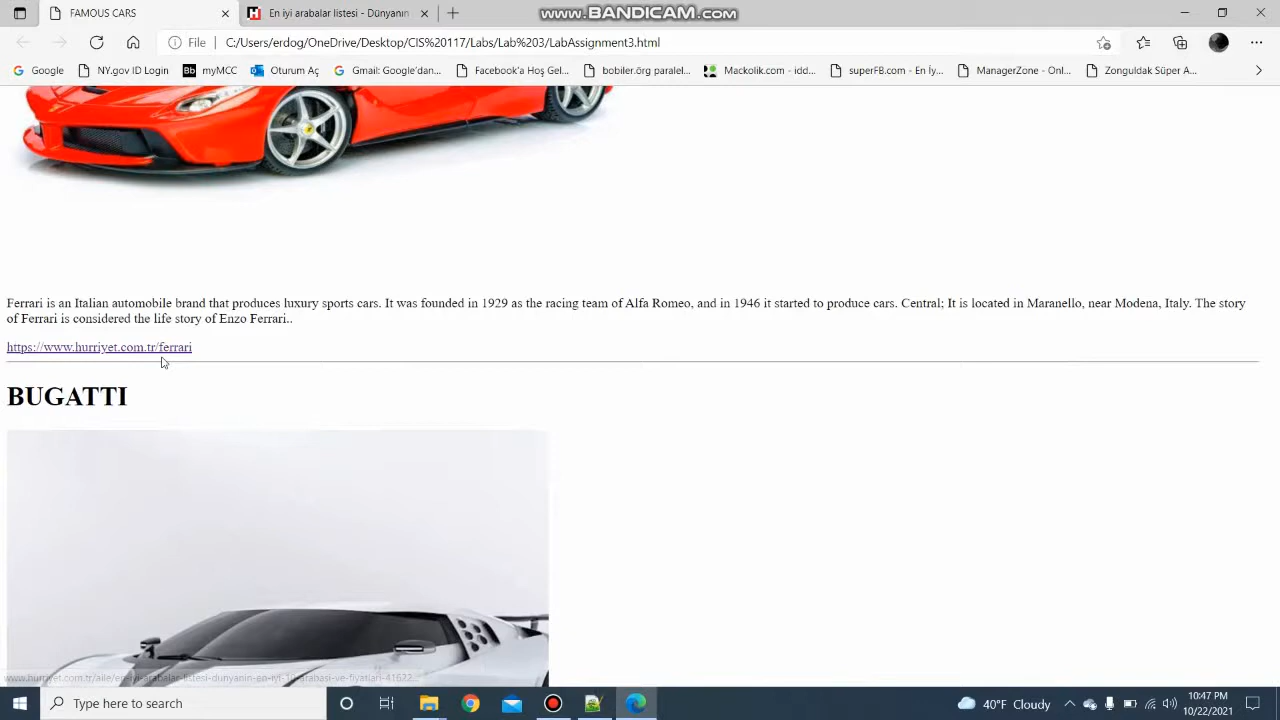 FAMOUS CARS
En iyi arabalar listesi - Dünyanın
www.BANDICAM.com
File
C:/Users/erdog/OneDrive/Desktop/CIS%20117/Labs/Lab%203/LabAssignment3.html
Google
NY.gov ID Login
Bb myMCC
Oturum Aç
Gmail: Google'dan...
Facebook'a Hoş Gel...
bobiler.örg paralel...
Mackolik.com - idd...
superFB.com - En İy...
ManagerZone - Onl...
Zonguldak Süper A...
Ferrari is an Italian automobile brand that produces luxury sports cars. It was founded in 1929 as the racing team of Alfa Romeo, and in 1946 it started to produce cars. Central; It is located in Maranello, near Modena, Italy. The story
of Ferrari is considered the life story of Enzo Ferrari..
https://www.hurriyet.com.tr/ferrari
BUGATTI
Type here to search
40°F Cloudy
10:47 PM
10/22/2021